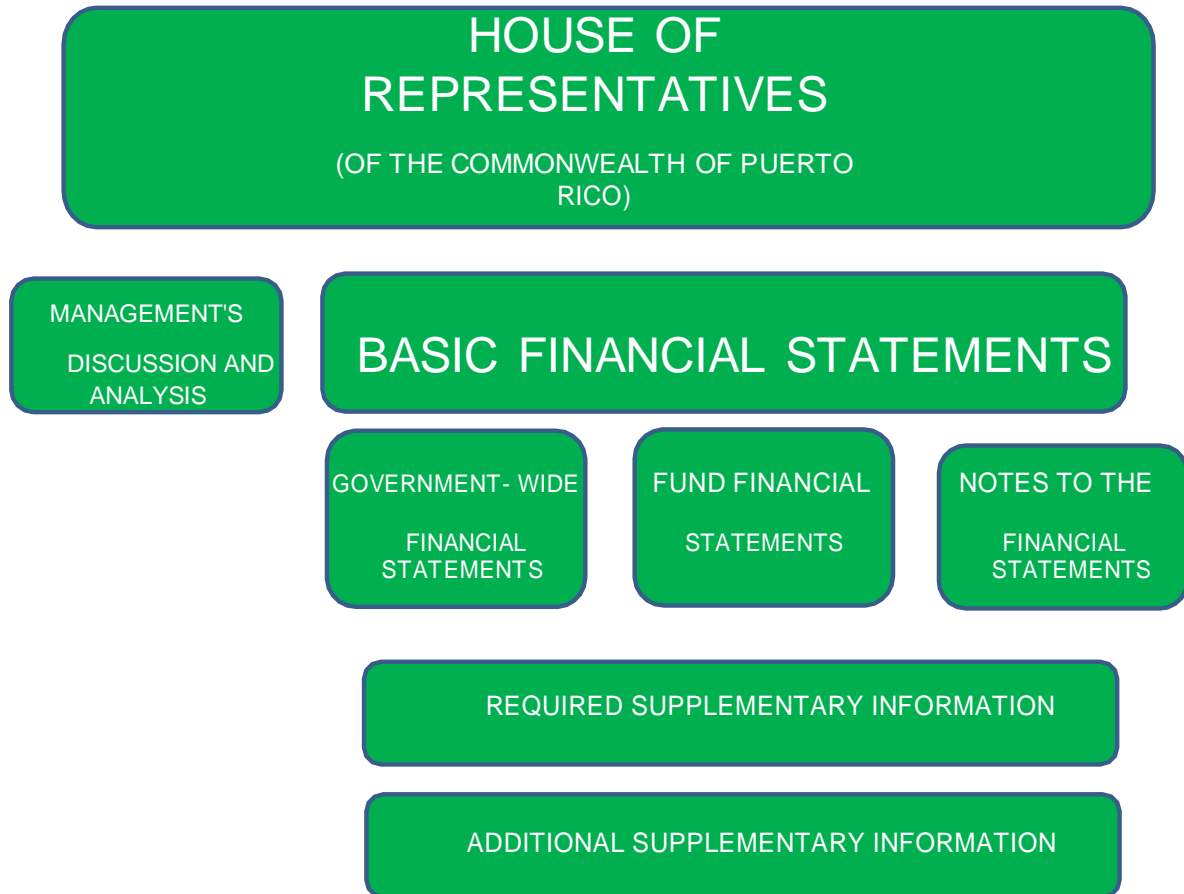 HOUSE OF
REPRESENTATIVES
(OF THE COMMONWEALTH OF PUERTO
RICO)
MANAGEMENT'S
DISCUSSION AND
ANALYSIS
BASIC FINANCIAL STATEMENTS
GOVERNMENT- WIDE
FINANCIAL
STATEMENTS
FUND FINANCIAL
STATEMENTS
NOTES TO THE
FINANCIAL
STATEMENTS
REQUIRED SUPPLEMENTARY INFORMATION
ADDITIONAL SUPPLEMENTARY INFORMATION